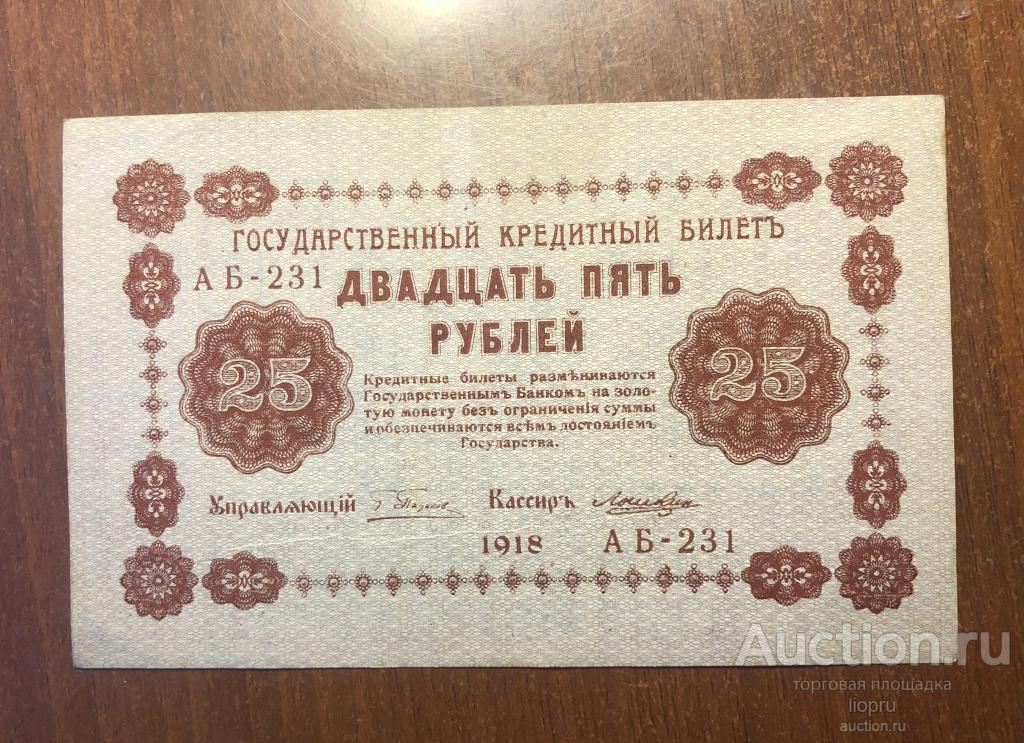 ГОСУДАРСТВЕННЫЙ КРЕДИТНЫЙ БИЛЕТЪ
АБ-231
ДВАДЦАТЬ ПЯТЬ
РУБЛЕЙ
25
25
Кредитные билеты размѣниваются
Государственнымъ Банкомъ на золо-
тую монету безъ ограниченія суммы
и обезпечиваются всѣмъ достояніемъ
Государства.
Управляющій
Кассиръ
1918 АБ-231
Auction.ru
торговая площадка
liopru
auction.ru